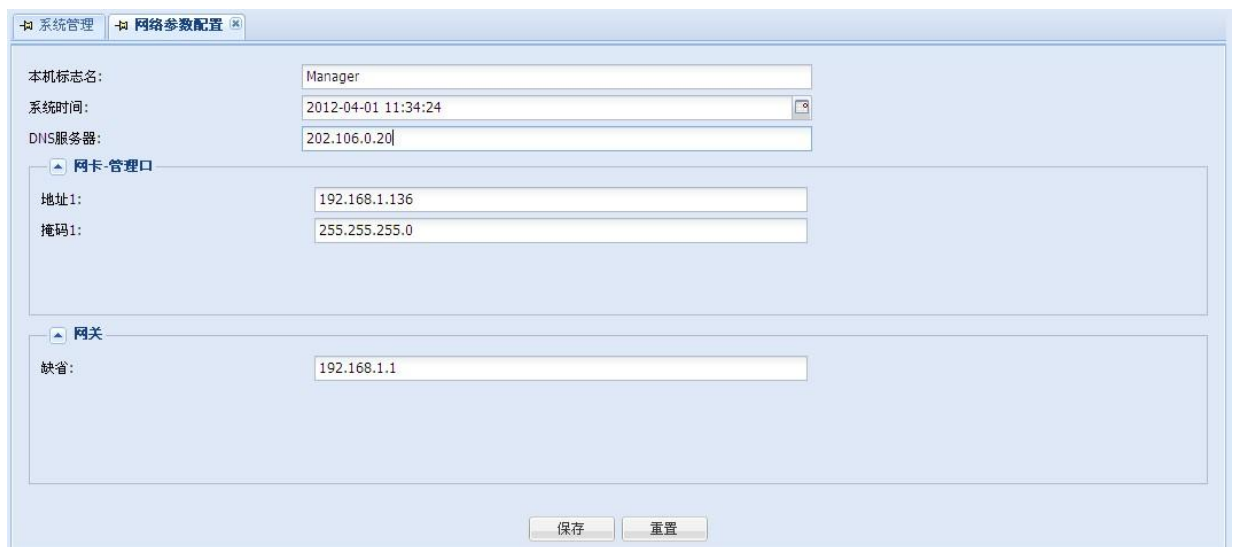 系统管理 网络参数配置
本机标志名: Manager
系统时间: 2012-04-01 11:34:24
DNS服务器: 202.106.0.20
网卡-管理口
地址1: 192.168.1.136
掩码1: 255.255.255.0
网关
缺省: 192.168.1.1
保存 重置